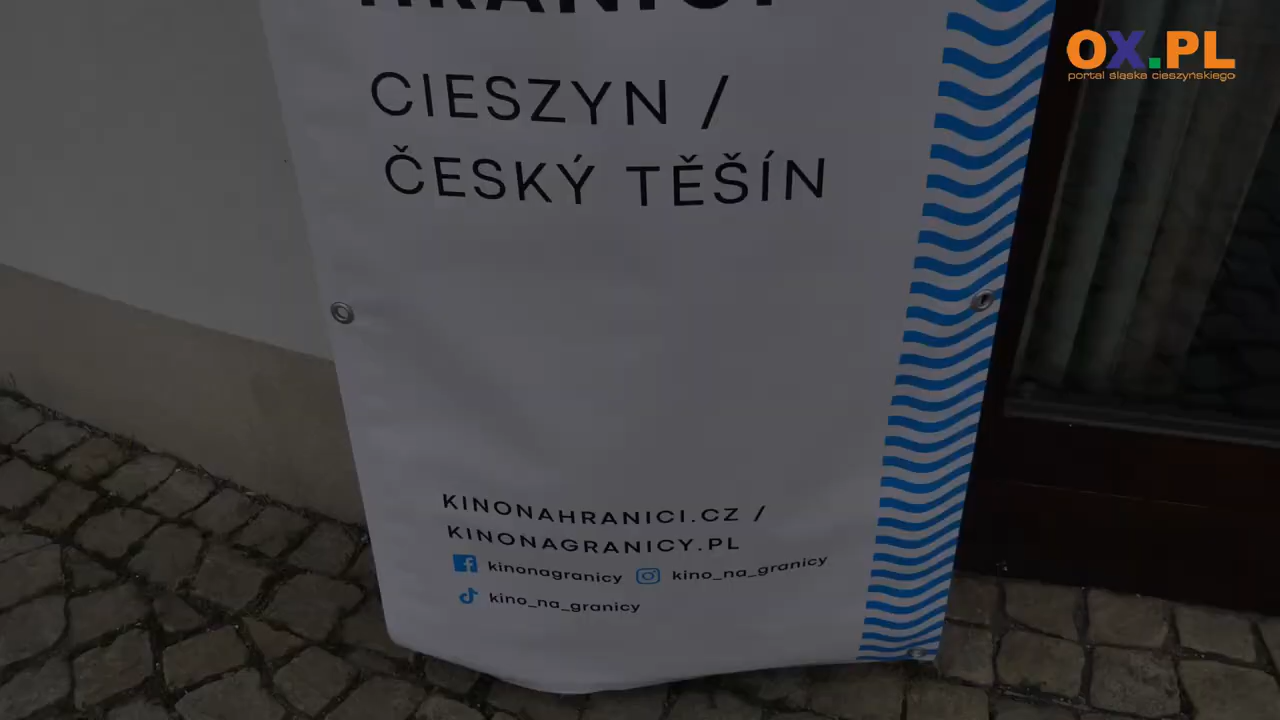 HRANICI
CIESZYN /
ČESKÝ TĚŠÍN
KINONAHRANICI.CZ /
KINONAGRANICY.PL
kinonagranicy kino_na_granicy
kino_na_granicy
OX.PL
portal śląska cieszyńskiego